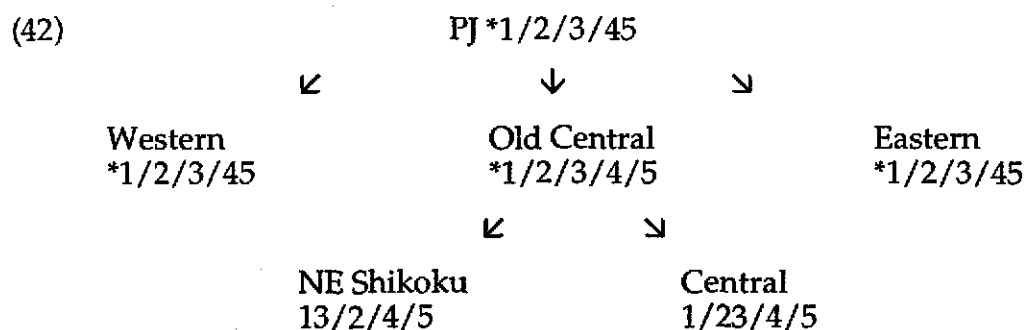 (42) PJ *1/2/3/45
↙ ↓ ↘
Western Old Central Eastern
*1/2/3/45 *1/2/3/4/5 *1/2/3/45
↙ ↘
NE Shikoku Central
13/2/4/5 1/23/4/5